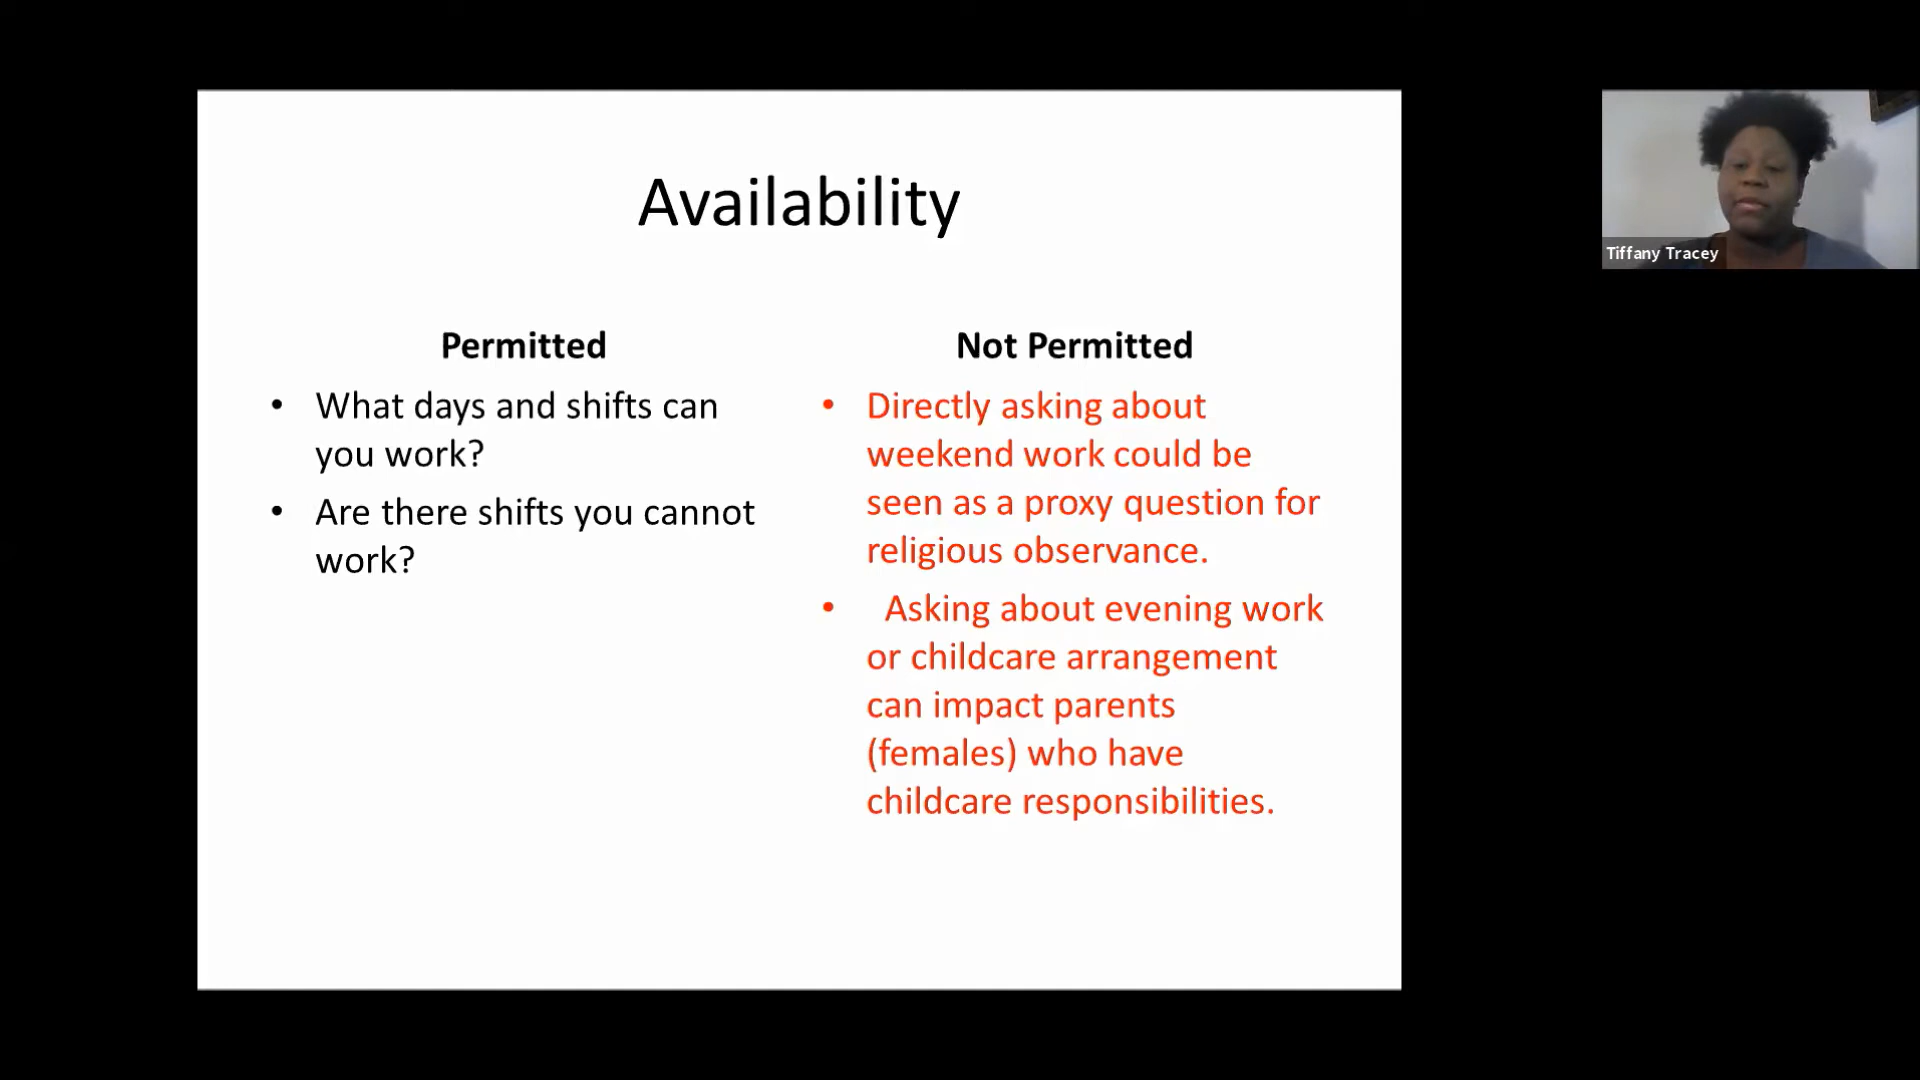 Availability
Permitted
• What days and shifts can
you work?
• Are there shifts you cannot
work?
Not Permitted
• Directly asking about
weekend work could be
seen as a proxy question for
religious observance.
• Asking about evening work
or childcare arrangement
can impact parents
(females) who have
childcare responsibilities.
Tiffany Tracey